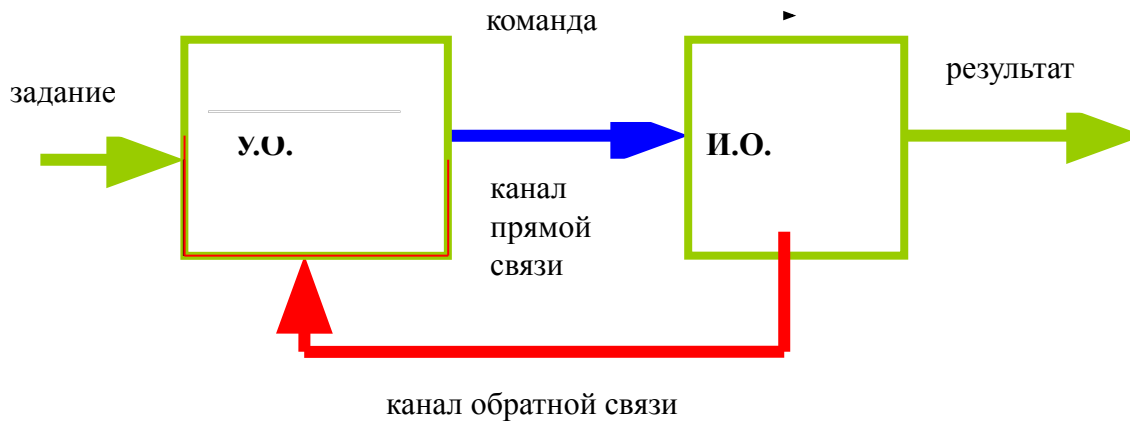 команда
результат
задание
У.О.
И.О.
канал
прямой
связи
канал обратной связи